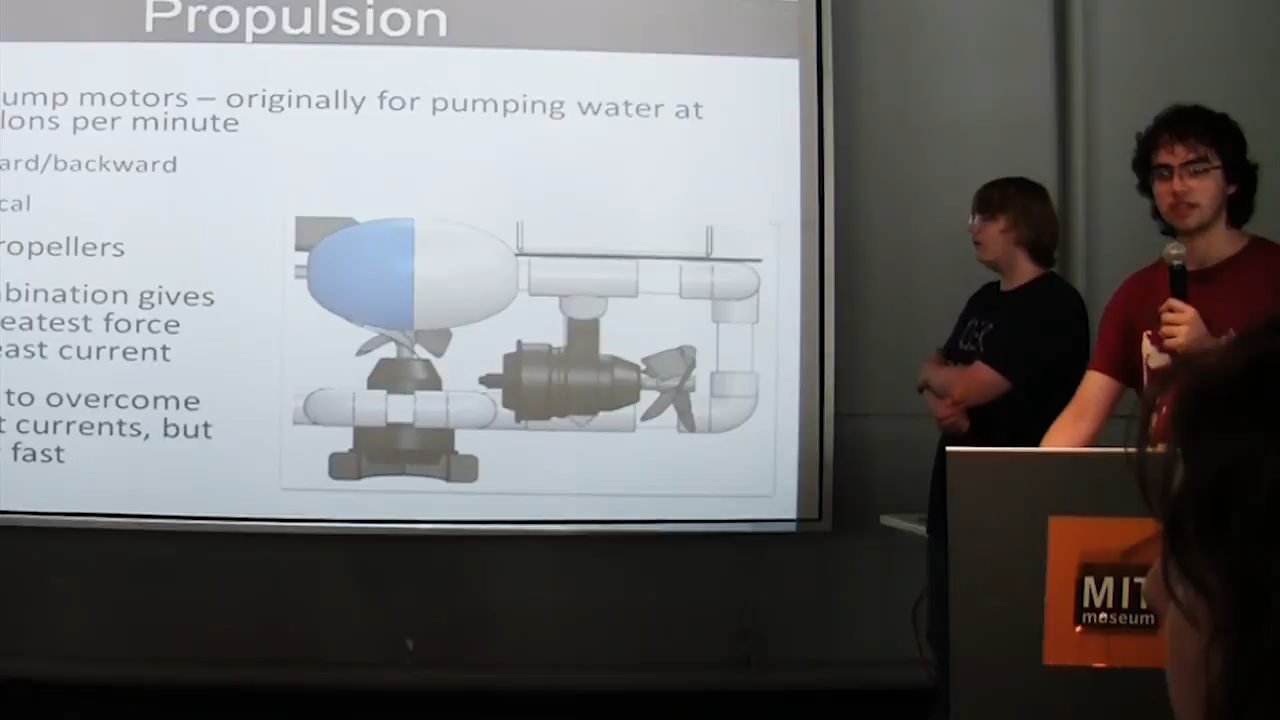 Propulsion
ump motors – originally for pumping water at
lons per minute
ard/backward
cal
ropellers
bination gives
eatest force
east current
to overcome
t currents, but
fast
MIT
museum